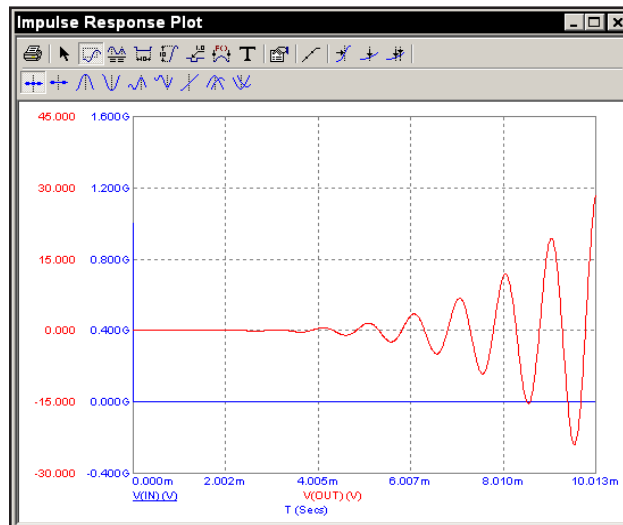 Impulse Response Plot
1.0
F()
T
45.000 1.600G
30.000 1.200G
15.000 0.800G
0.000 0.400G
-15.000 0.000G
-30.000 -0.400G
0.000m 2.002m 4.005m 6.007m 8.010m 10.013m
V(IN) (V) V(OUT) (V)
T (Secs)